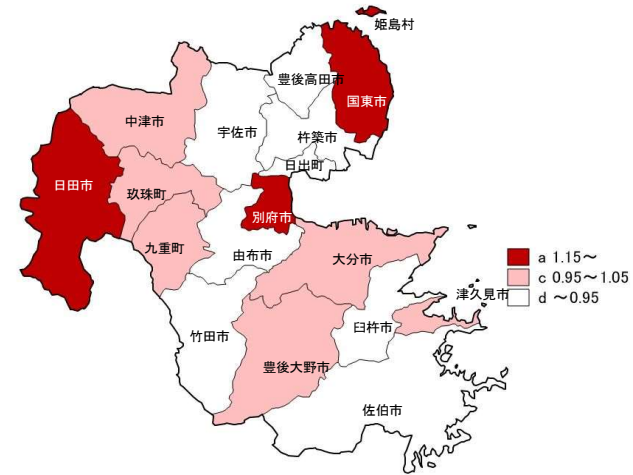 姫島村
豊後高田市
国東市
中津市
宇佐市
杵築市
日出町
日田市
玖珠町
別府市
九重町
由布市
大分市
a 1.15～
c 0.95～1.05
d ～0.95
津久見市
竹田市
臼杵市
豊後大野市
佐伯市